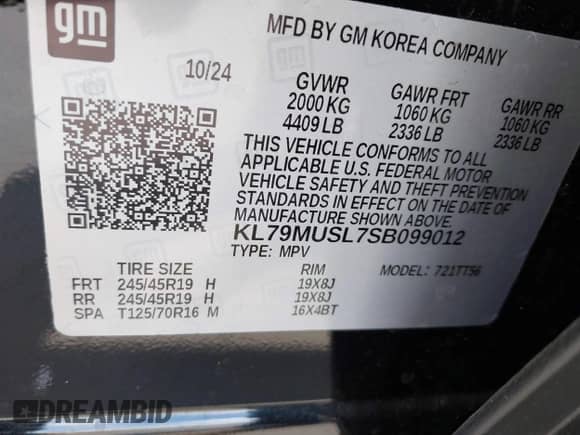 gm
MFD BY GM KOREA COMPANY
10/24
GVWR GAWR FRT GAWR RR
2000 KG 1060 KG 1060 KG
4409 LB 2336 LB 2336 LB
THIS VEHICLE CONFORMS TO ALL
APPLICABLE U.S. FEDERAL MOTOR
VEHICLE SAFETY AND THEFT PREVENTION
STANDARDS IN EFFECT ON THE DATE OF
MANUFACTURE SHOWN ABOVE.
KL79MUSL7SB099012
TYPE: MPV MODEL: 721TT56
TIRE SIZE RIM
FRT 245/45R19 H 19X8J
RR 245/45R19 H 19X8J
SPA T125/70R16 M 16X4BT
DREAMBID